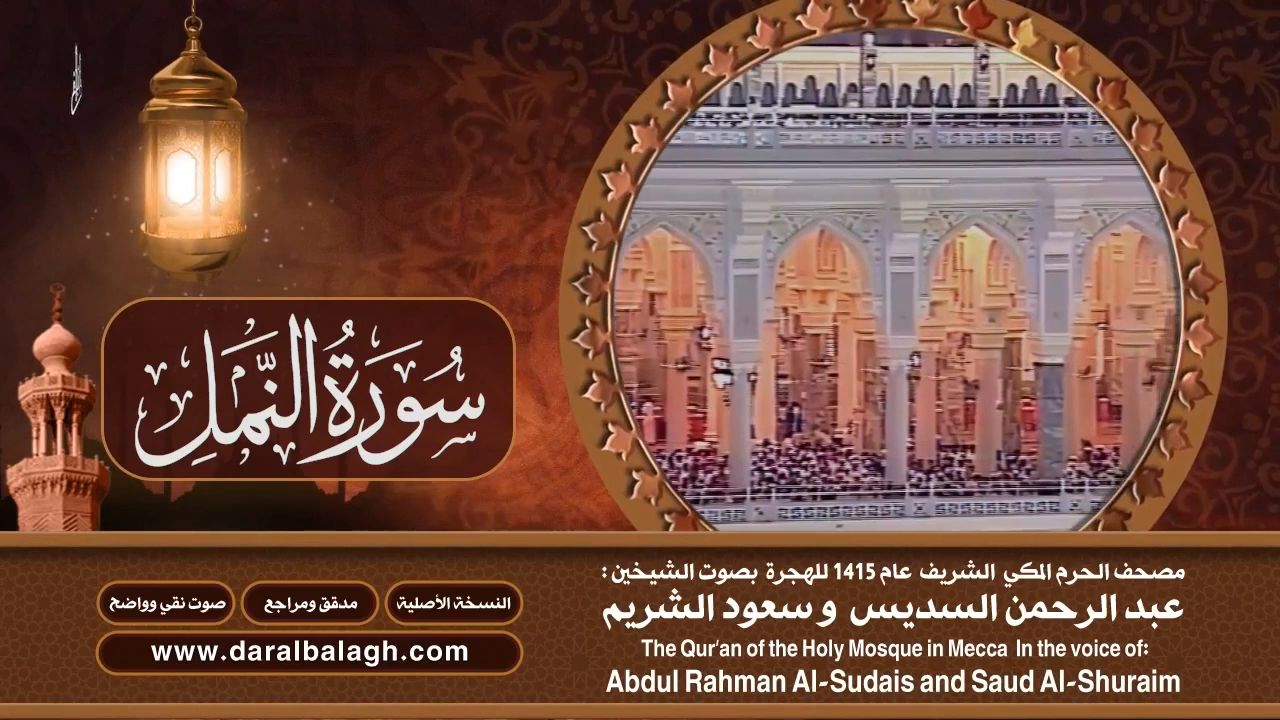 سُورَةُ النَّمل
مصحف الحرم المكي الشريف عام 1415 للهجرة بصوت الشيخين :
عبد الرحمن السديس و سعود الشريم
The Qur'an of the Holy Mosque in Mecca In the voice of:
Abdul Rahman Al-Sudais and Saud Al-Shuraim
النسخة الأصلية
مدقق ومراجع
صوت نقي وواضح
www.daralbalagh.com